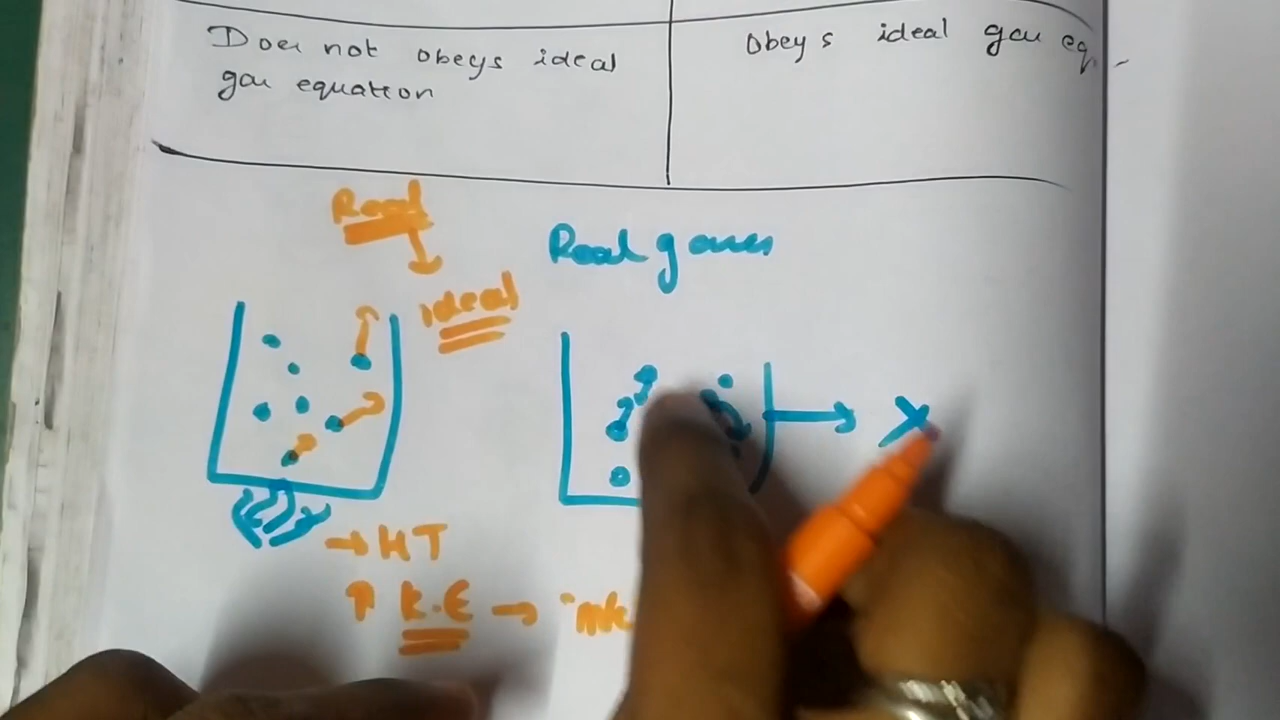 Does not obeys ideal
gas equation
Obeys ideal gas eq.
Real
Ideal
Real gases
X
→ HT
↑ K.E →